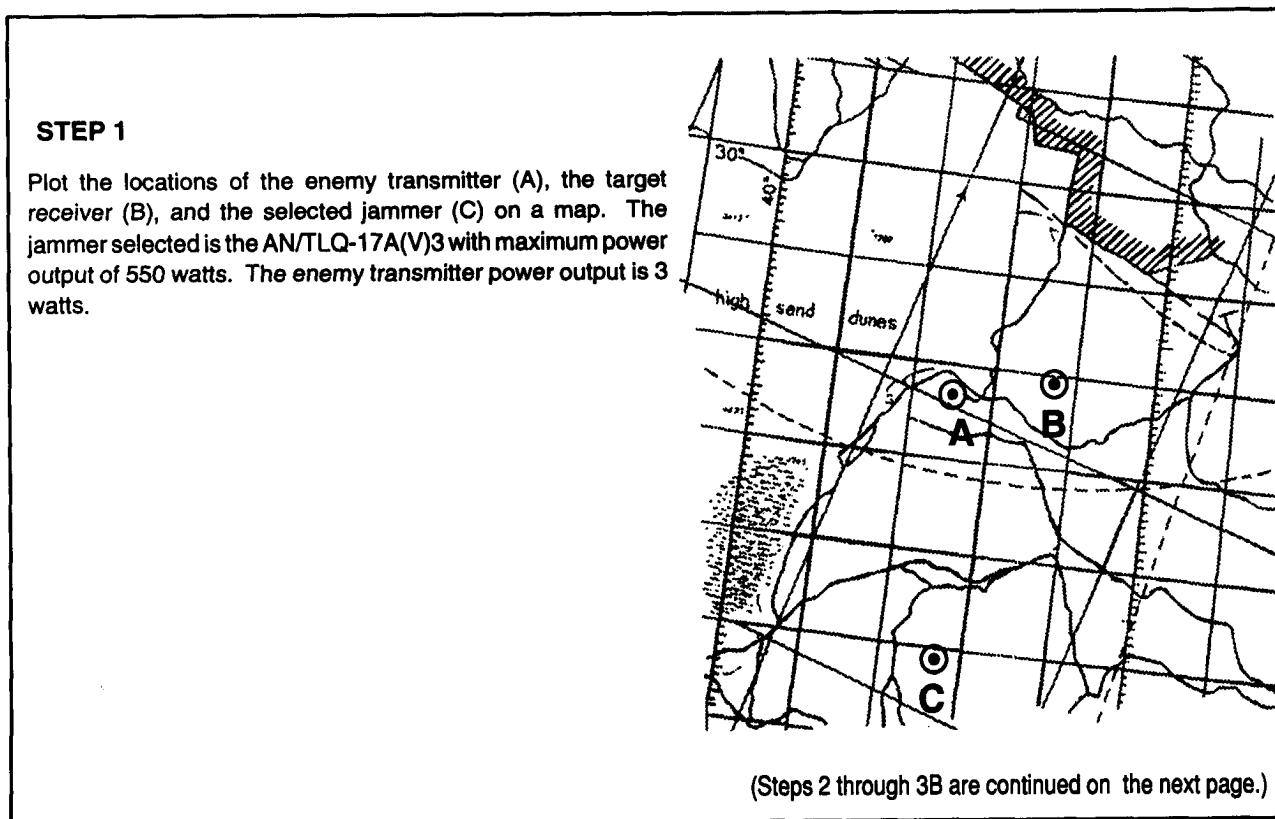 STEP 1
Plot the locations of the enemy transmitter (A), the target
receiver (B), and the selected jammer (C) on a map. The
jammer selected is the AN/TLQ-17A(V)3 with maximum power
output of 550 watts. The enemy transmitter power output is 3
watts.
30°
40°
high sand dunes
A
B
C
(Steps 2 through 3B are continued on the next page.)